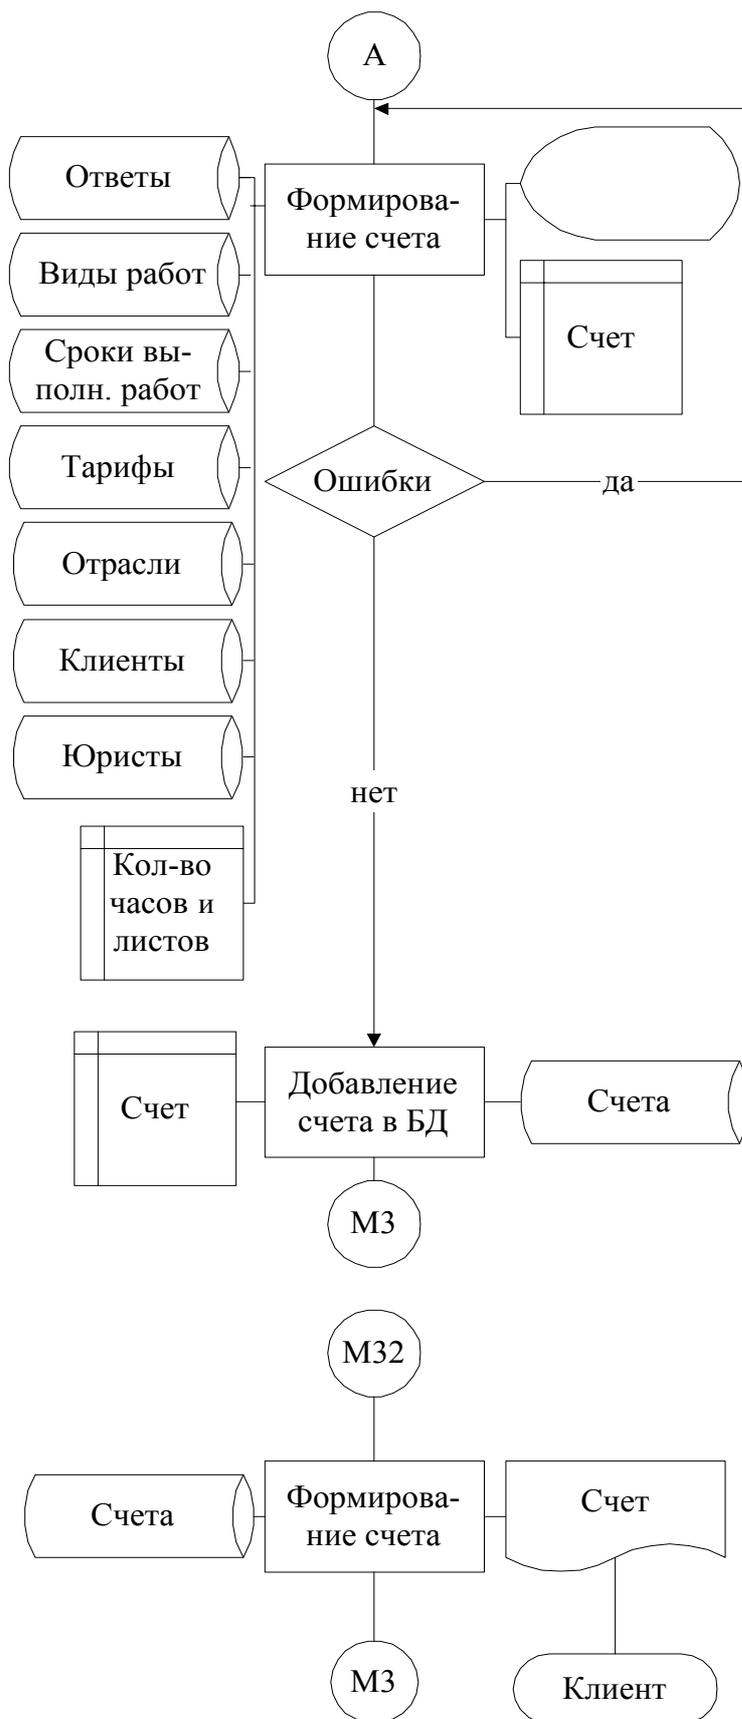 А
Ответы
Формирова-
ние счета
Виды работ
Счет
Сроки вы-
полн. работ
Тарифы
Ошибки
да
Отрасли
Клиенты
Юристы
нет
Кол-во
часов и
листов
Счет
Добавление
счета в БД
Счета
М3
М32
Счета
Формирова-
ние счета
Счет
М3
Клиент